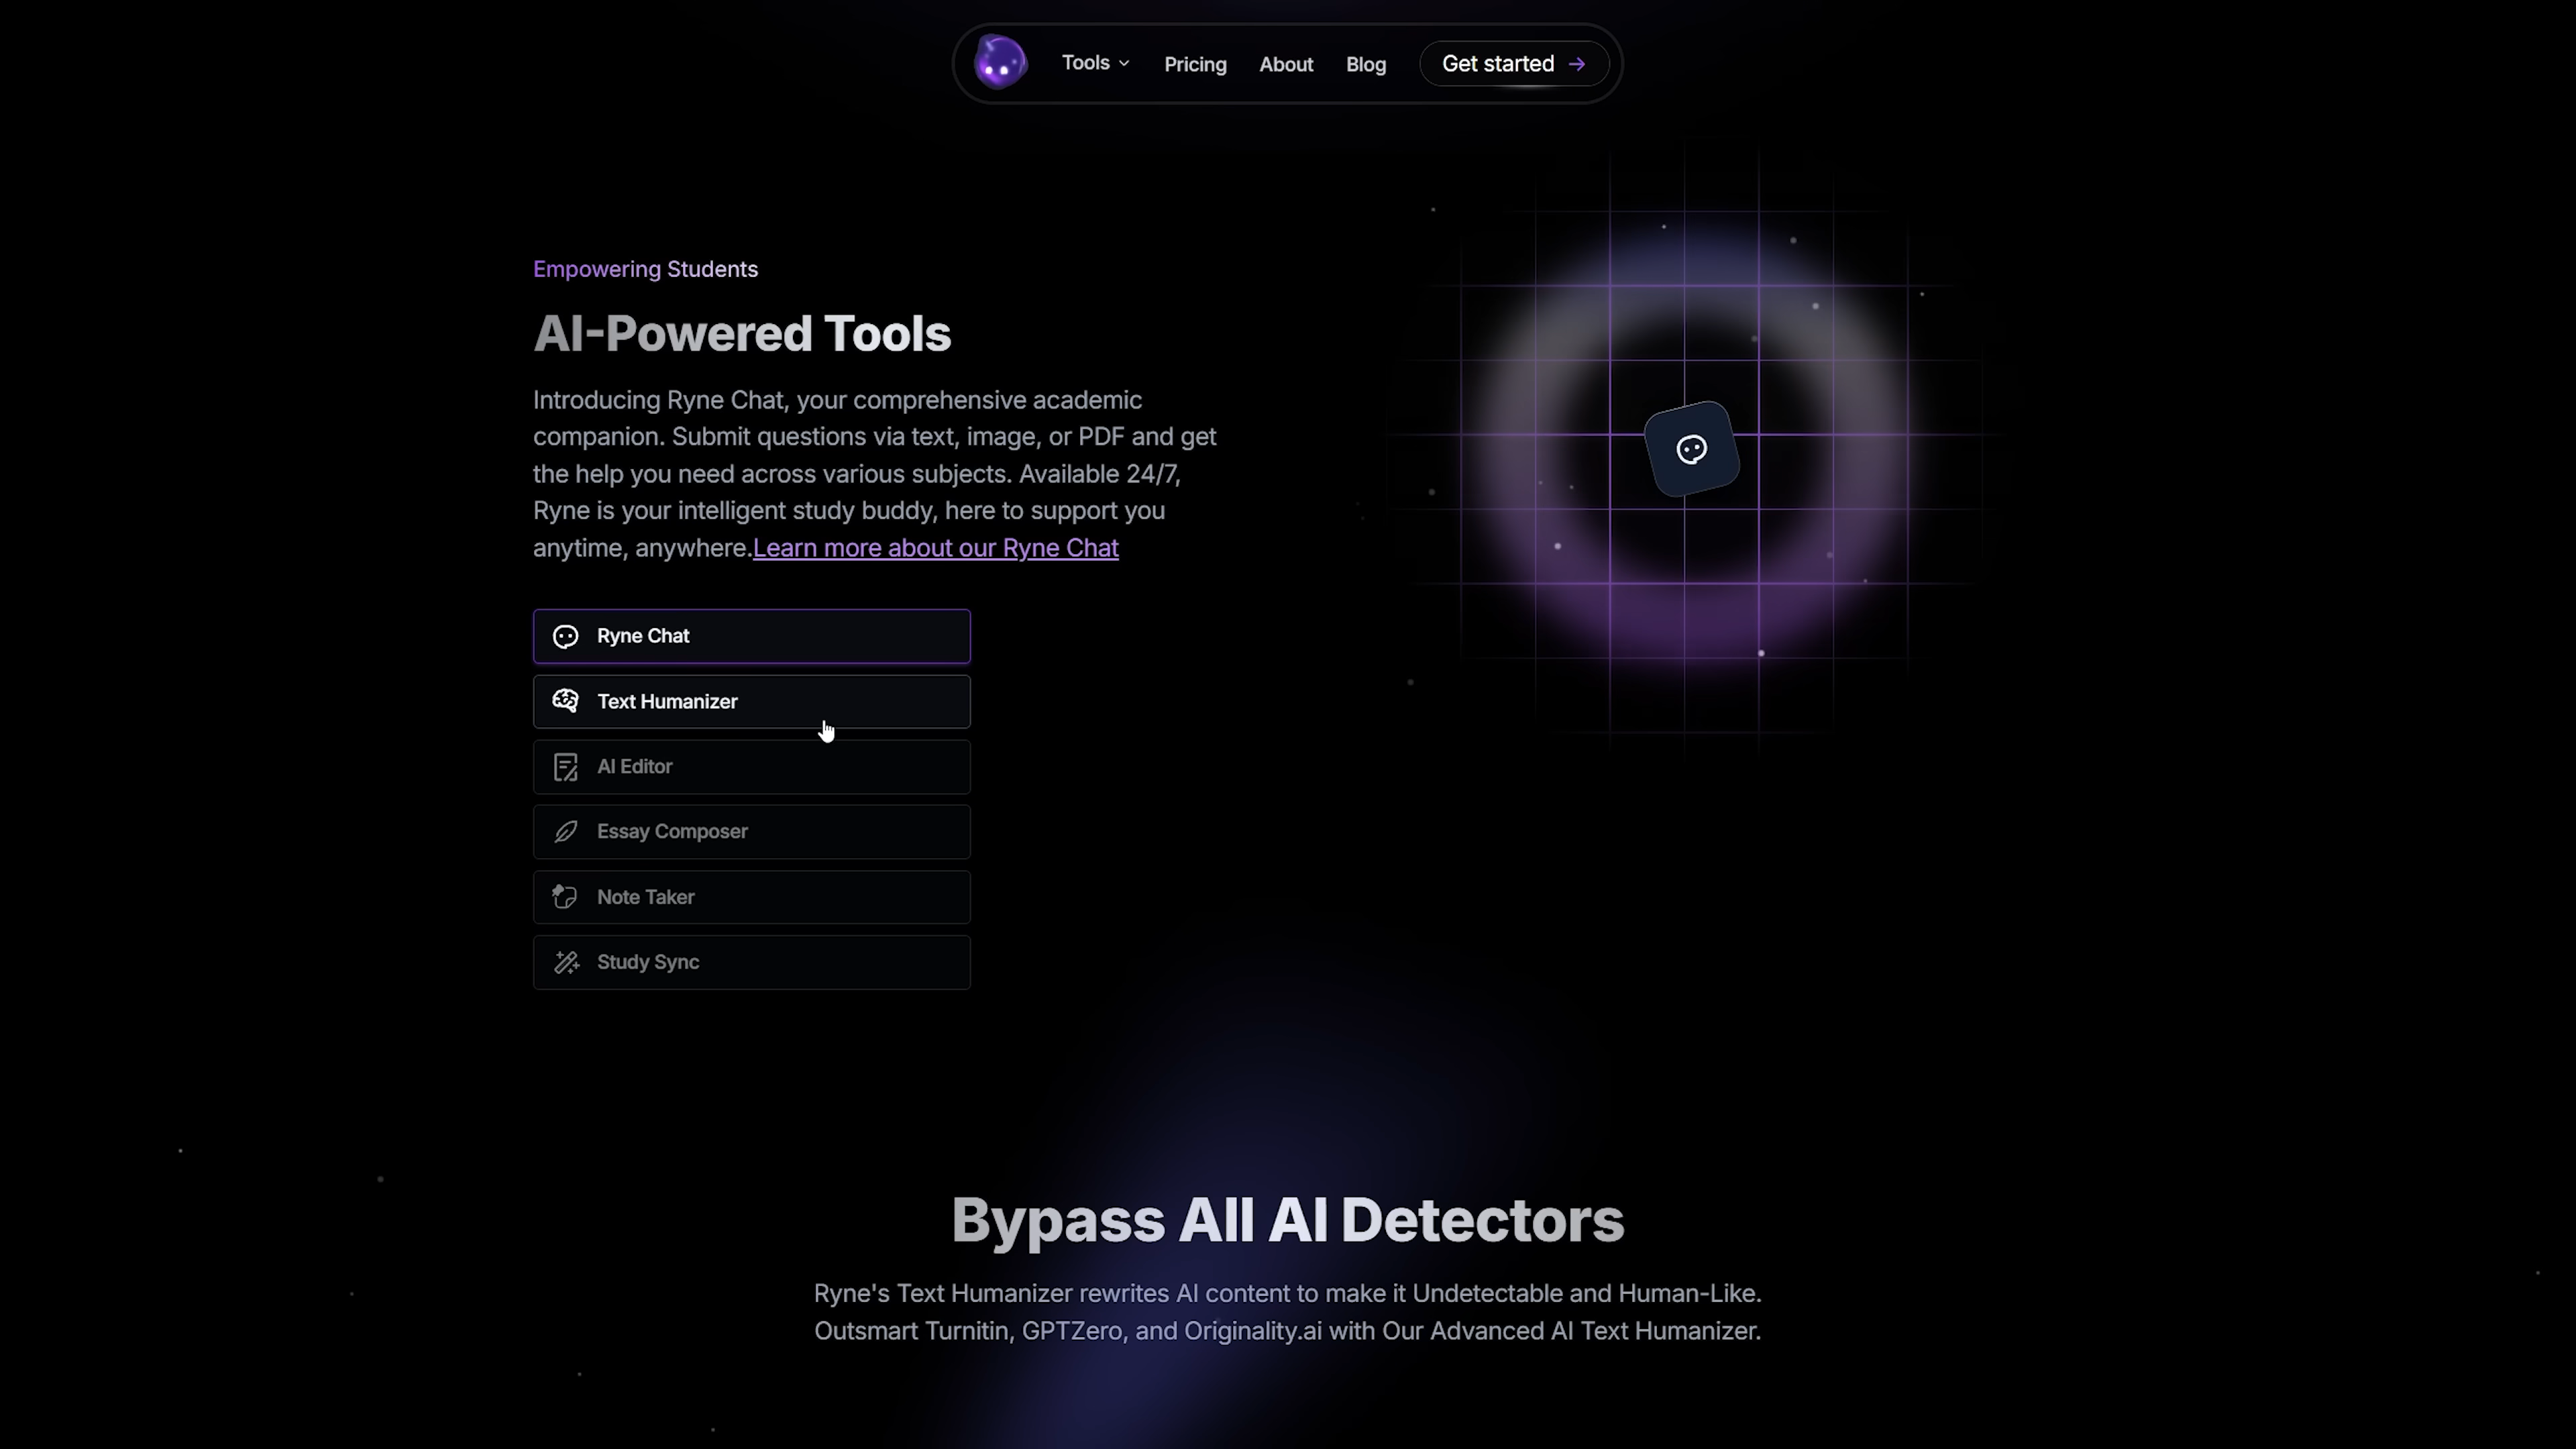 Tools
Pricing
About
Blog
Get started
Empowering Students
AI-Powered Tools
Introducing Ryne Chat, your comprehensive academic
companion. Submit questions via text, image, or PDF and get
the help you need across various subjects. Available 24/7,
Ryne is your intelligent study buddy, here to support you
anytime, anywhere.Learn more about our Ryne Chat
Ryne Chat
Text Humanizer
AI Editor
Essay Composer
Note Taker
Study Sync
Bypass All AI Detectors
Ryne's Text Humanizer rewrites AI content to make it Undetectable and Human-Like.
Outsmart Turnitin, GPTZero, and Originality.ai with Our Advanced AI Text Humanizer.